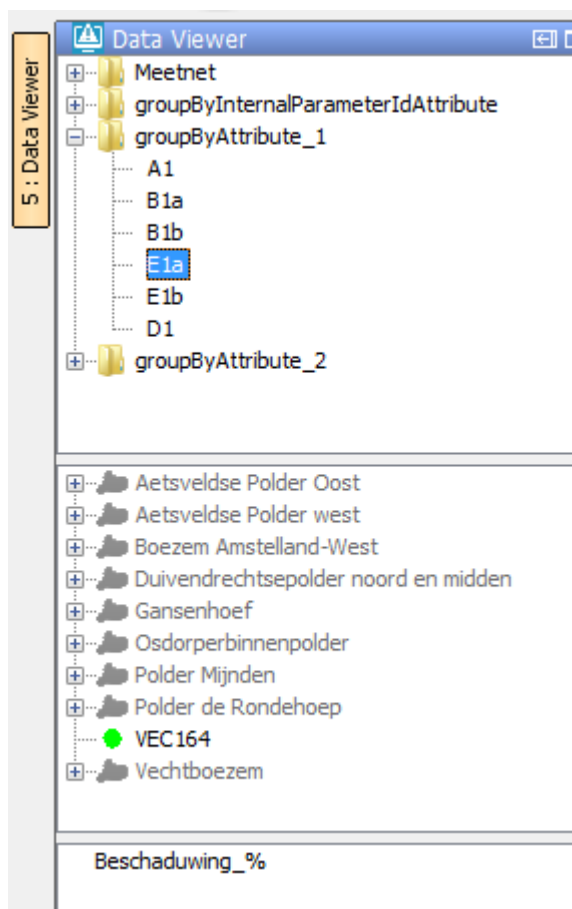 5 : Data Viewer
Data Viewer
Meetnet
groupByInternalParameterIdAttribute
groupByAttribute_1
A1
B1a
B1b
E1a
E1b
D1
groupByAttribute_2
Aetsveldse Polder Oost
Aetsveldse Polder west
Boezem Amstelland-West
Duivendrechtsepolder noord en midden
Gansenhoef
Osdorperbinnenpolder
Polder Mijnden
Polder de Rondehoep
VEC164
Vechtboezem
Beschaduwing_%